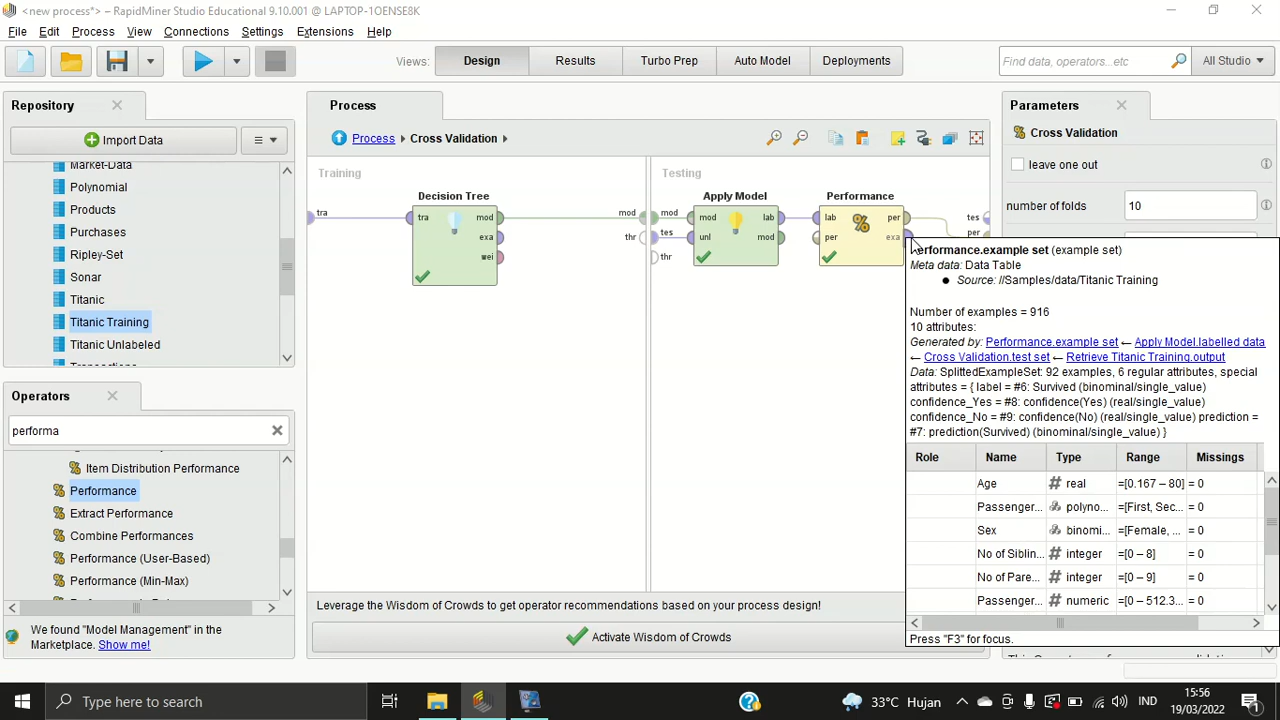 <new process*> – RapidMiner Studio Educational 9.10.001 @ LAPTOP-1OENSE8K
File Edit Process View Connections Settings Extensions Help
Views: Design Results Turbo Prep Auto Model Deployments
Find data, operators...etc
All Studio
Repository
Import Data
Market-Data
Polynomial
Products
Purchases
Ripley-Set
Sonar
Titanic
Titanic Training
Titanic Unlabeled
Operators
performa
Item Distribution Performance
Performance
Extract Performance
Combine Performances
Performance (User-Based)
Performance (Min-Max)
We found "Model Management" in the
Marketplace. Show me!
Process
Process Cross Validation
Training
Testing
Decision Tree
tra
tra mod
exa
wei
mod
thr
Apply Model
mod lab
unl mod
tes
thr
Performance
lab per
per exa
tes
per
Leverage the Wisdom of Crowds to get operator recommendations based on your process design!
Activate Wisdom of Crowds
Parameters
Cross Validation
leave one out
number of folds 10
Performance.example set (example set)
Meta data: Data Table
Source: //Samples/data/Titanic Training
Number of examples = 916
10 attributes:
Generated by: Performance.example set ← Apply Model.labelled data
← Cross Validation.test set ← Retrieve Titanic Training.output
Data: SplittedExampleSet: 92 examples, 6 regular attributes, special
attributes = { label = #6: Survived (binominal/single_value)
confidence_Yes = #8: confidence(Yes) (real/single_value)
confidence_No = #9: confidence(No) (real/single_value) prediction =
#7: prediction(Survived) (binominal/single_value) }
Role Name Type Range Missings
Age real =[0.167 – 80] = 0
Passenger... polyno... =[First, Sec... = 0
Sex binomi... =[Female, ... = 0
No of Siblin... integer =[0 – 8] = 0
No of Pare... integer =[0 – 9] = 0
Passenger... numeric =[0 – 512.3... = 0
Press "F3" for focus.
Type here to search
33°C Hujan
IND
15:56
19/03/2022
1